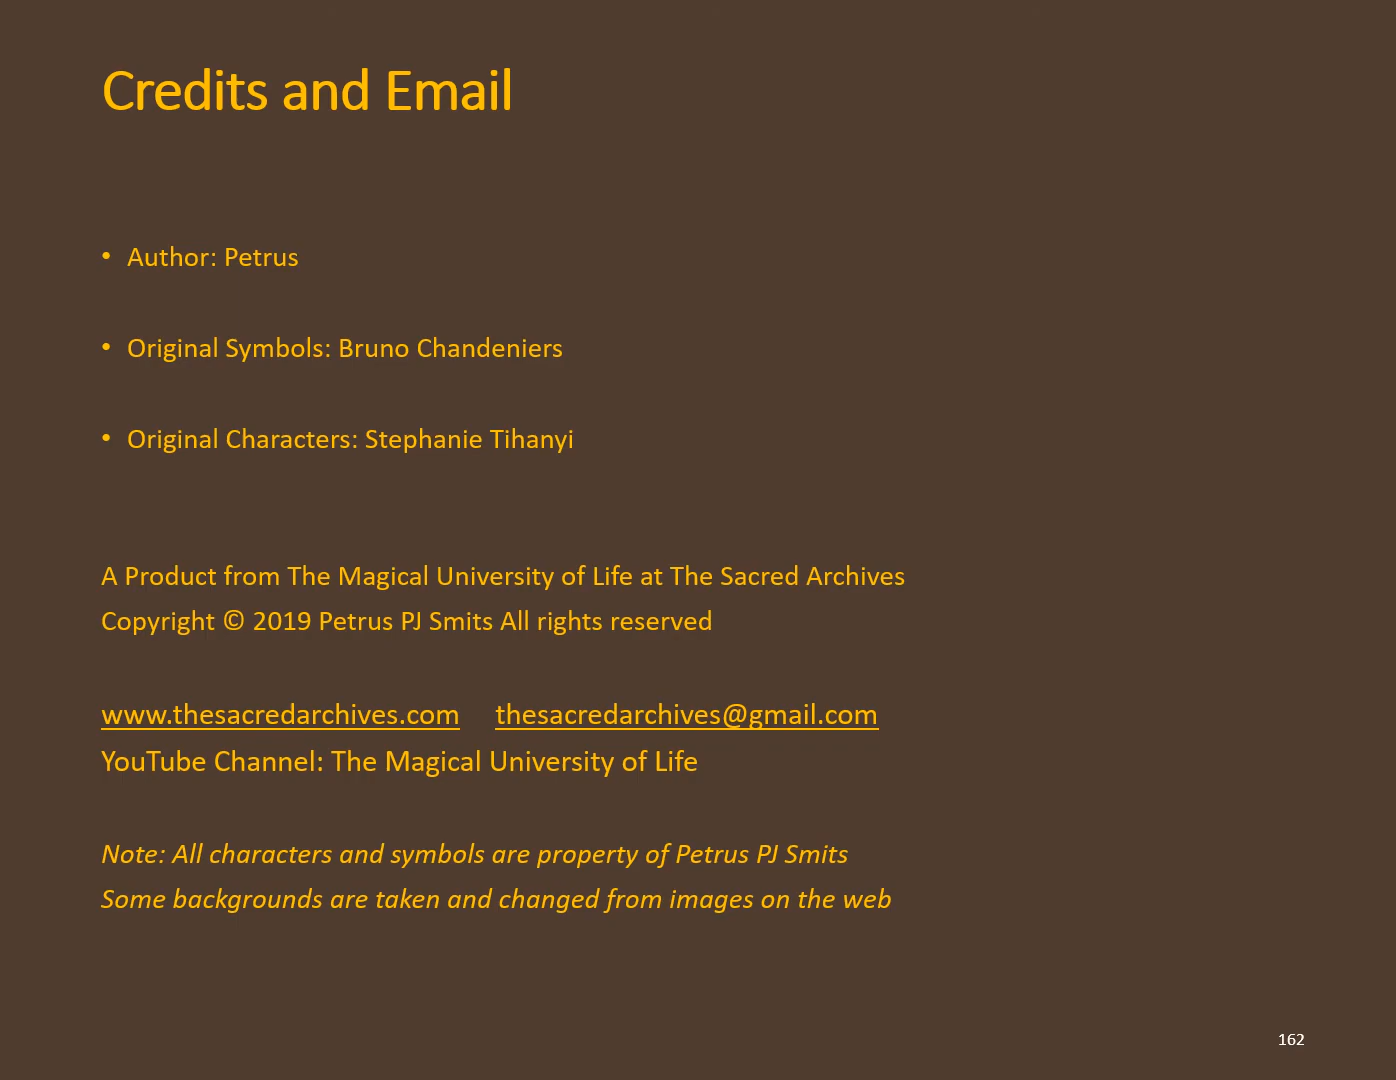 Credits and Email
• Author: Petrus
• Original Symbols: Bruno Chandeniers
• Original Characters: Stephanie Tihanyi
A Product from The Magical University of Life at The Sacred Archives
Copyright © 2019 Petrus PJ Smits All rights reserved
www.thesacredarchives.com thesacredarchives@gmail.com
YouTube Channel: The Magical University of Life
Note: All characters and symbols are property of Petrus PJ Smits
Some backgrounds are taken and changed from images on the web
162